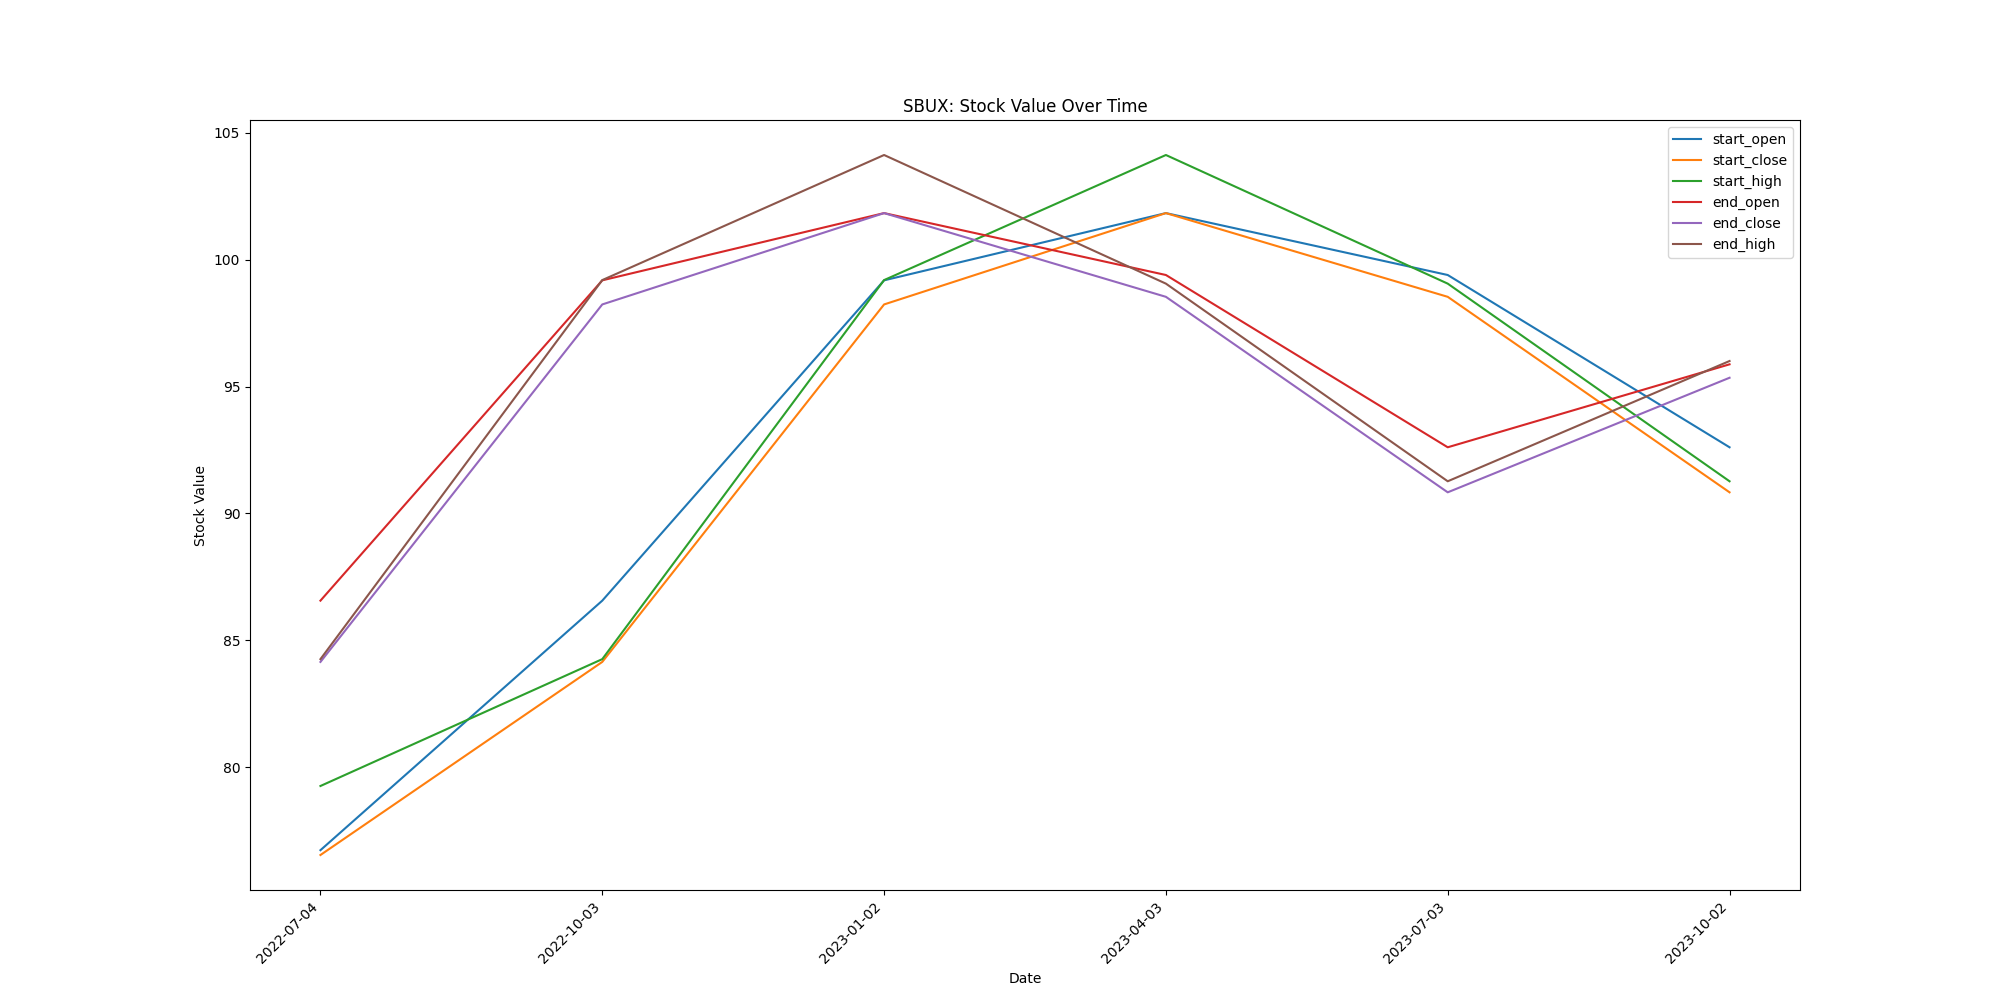 SBUX: Stock Value Over Time
105
100
95
90
85
80
Stock Value
start_open
start_close
start_high
end_open
end_close
end_high
2022-07-04
2022-10-03
2023-01-02
2023-04-03
2023-07-03
2023-10-02
Date